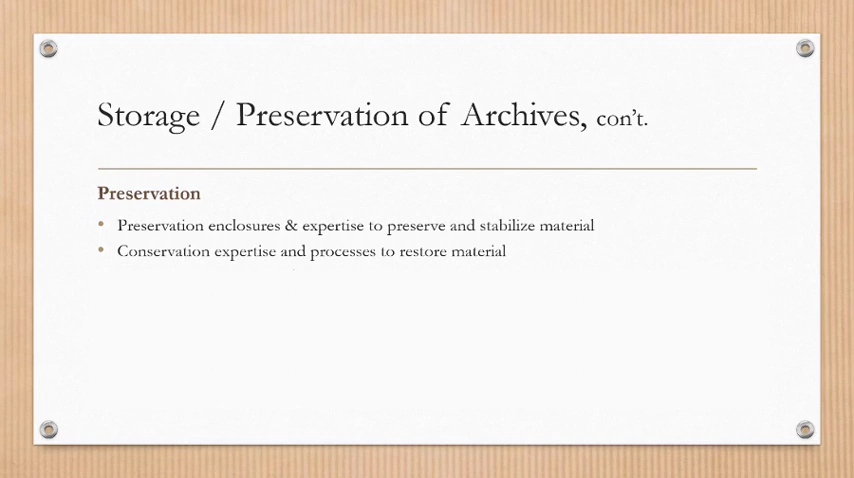 Storage / Preservation of Archives, con’t.
Preservation
• Preservation enclosures & expertise to preserve and stabilize material
• Conservation expertise and processes to restore material